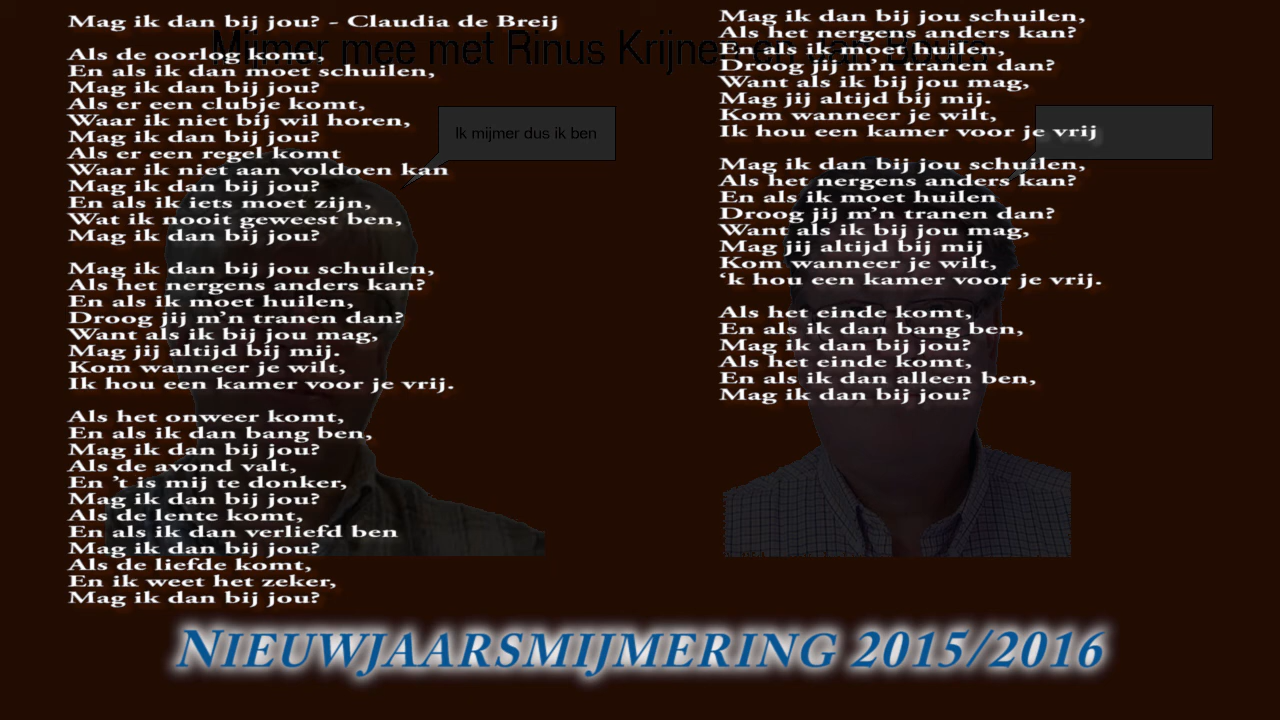 Mijmer mee met Rinus Krijnen en
Mag ik dan bij jou? - Claudia de Breij
Als de oorlog komt,
En als ik dan moet schuilen,
Mag ik dan bij jou?
Als er een clubje komt,
Waar ik niet bij wil horen,
Mag ik dan bij jou?
Als er een regel komt
Waar ik niet aan voldoen kan
Mag ik dan bij jou?
En als ik iets moet zijn,
Wat ik nooit geweest ben,
Mag ik dan bij jou?
Mag ik dan bij jou schuilen,
Als het nergens anders kan?
En als ik moet huilen,
Droog jij m’n tranen dan?
Want als ik bij jou mag,
Mag jij altijd bij mij.
Kom wanneer je wilt,
Ik hou een kamer voor je vrij.
Als het onweer komt,
En als ik dan bang ben,
Mag ik dan bij jou?
Als de avond valt,
En ’t is mij te donker,
Mag ik dan bij jou?
Als de lente komt,
En als ik dan verliefd ben
Mag ik dan bij jou?
Als de liefde komt,
En ik weet het zeker,
Mag ik dan bij jou?
Ik mijmer dus ik ben
Mag ik dan bij jou schuilen,
Als het nergens anders kan?
En als ik moet huilen,
Droog jij m’n tranen dan?
Want als ik bij jou mag,
Mag jij altijd bij mij.
Kom wanneer je wilt,
Ik hou een kamer voor je vrij
Mag ik dan bij jou schuilen,
Als het nergens anders kan?
En als ik moet huilen
Droog jij m’n tranen dan?
Want als ik bij jou mag,
Mag jij altijd bij mij
Kom wanneer je wilt,
‘k hou een kamer voor je vrij.
Als het einde komt,
En als ik dan bang ben,
Mag ik dan bij jou?
Als het einde komt,
En als ik dan alleen ben,
Mag ik dan bij jou?
NIEUWJAARSMIJMERING 2015/2016